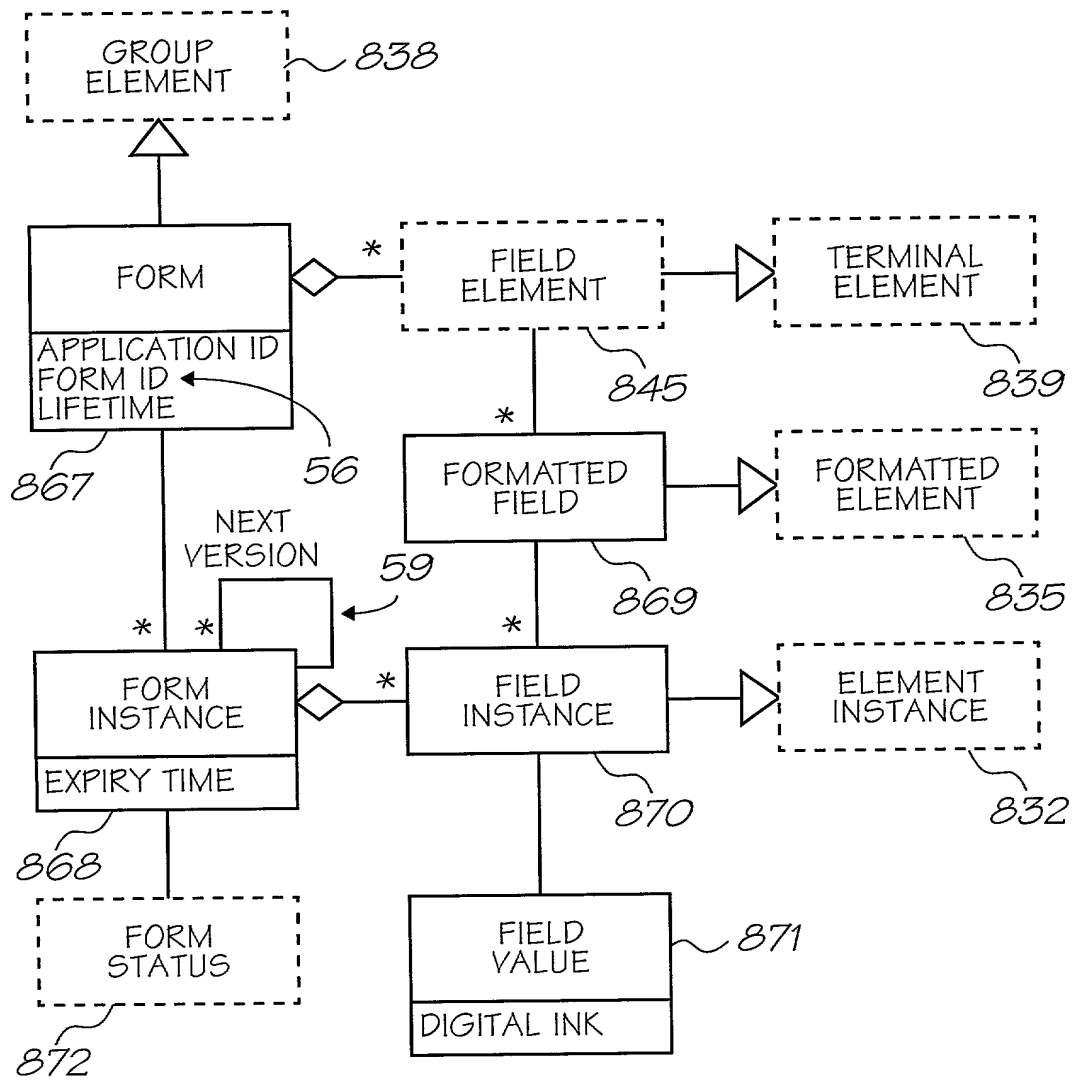 GROUP
ELEMENT
838
FORM
*
FIELD
ELEMENT
TERMINAL
ELEMENT
APPLICATION ID
FORM ID
LIFETIME
845
839
867
56
*
FORMATTED
FIELD
FORMATTED
ELEMENT
NEXT
VERSION
59
869
835
*
*
*
FORM
INSTANCE
*
FIELD
INSTANCE
ELEMENT
INSTANCE
EXPIRY TIME
868
870
832
FORM
STATUS
FIELD
VALUE
871
DIGITAL INK
872